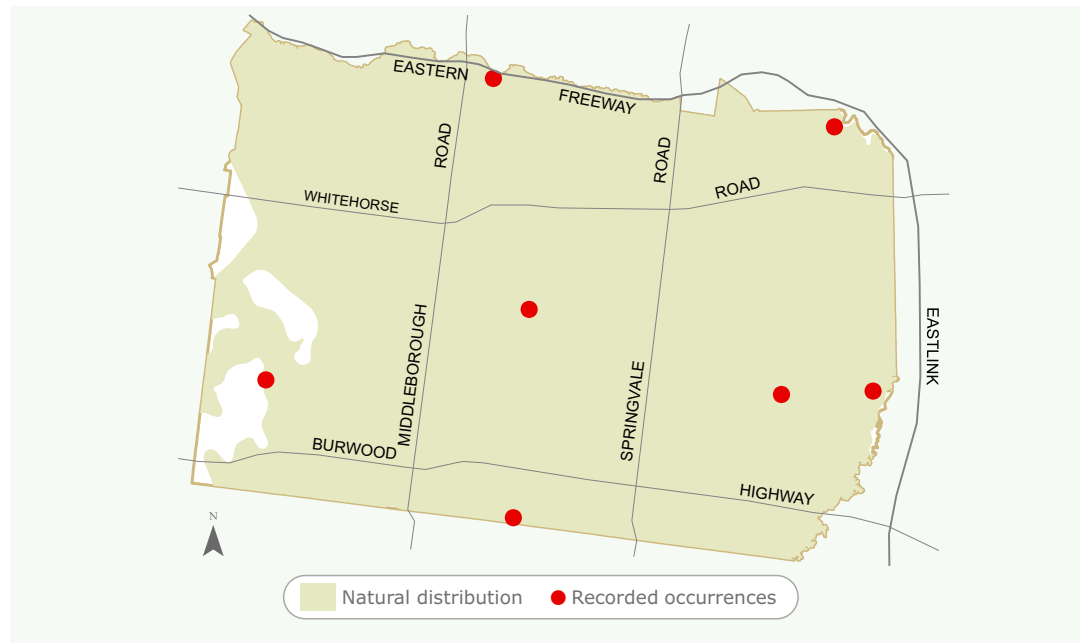 EASTERN
FREEWAY
ROAD
ROAD
ROAD
WHITEHORSE
MIDDLEBOROUGH
SPRINGVALE
EASTLINK
BURWOOD
HIGHWAY
N
Natural distribution
Recorded occurrences